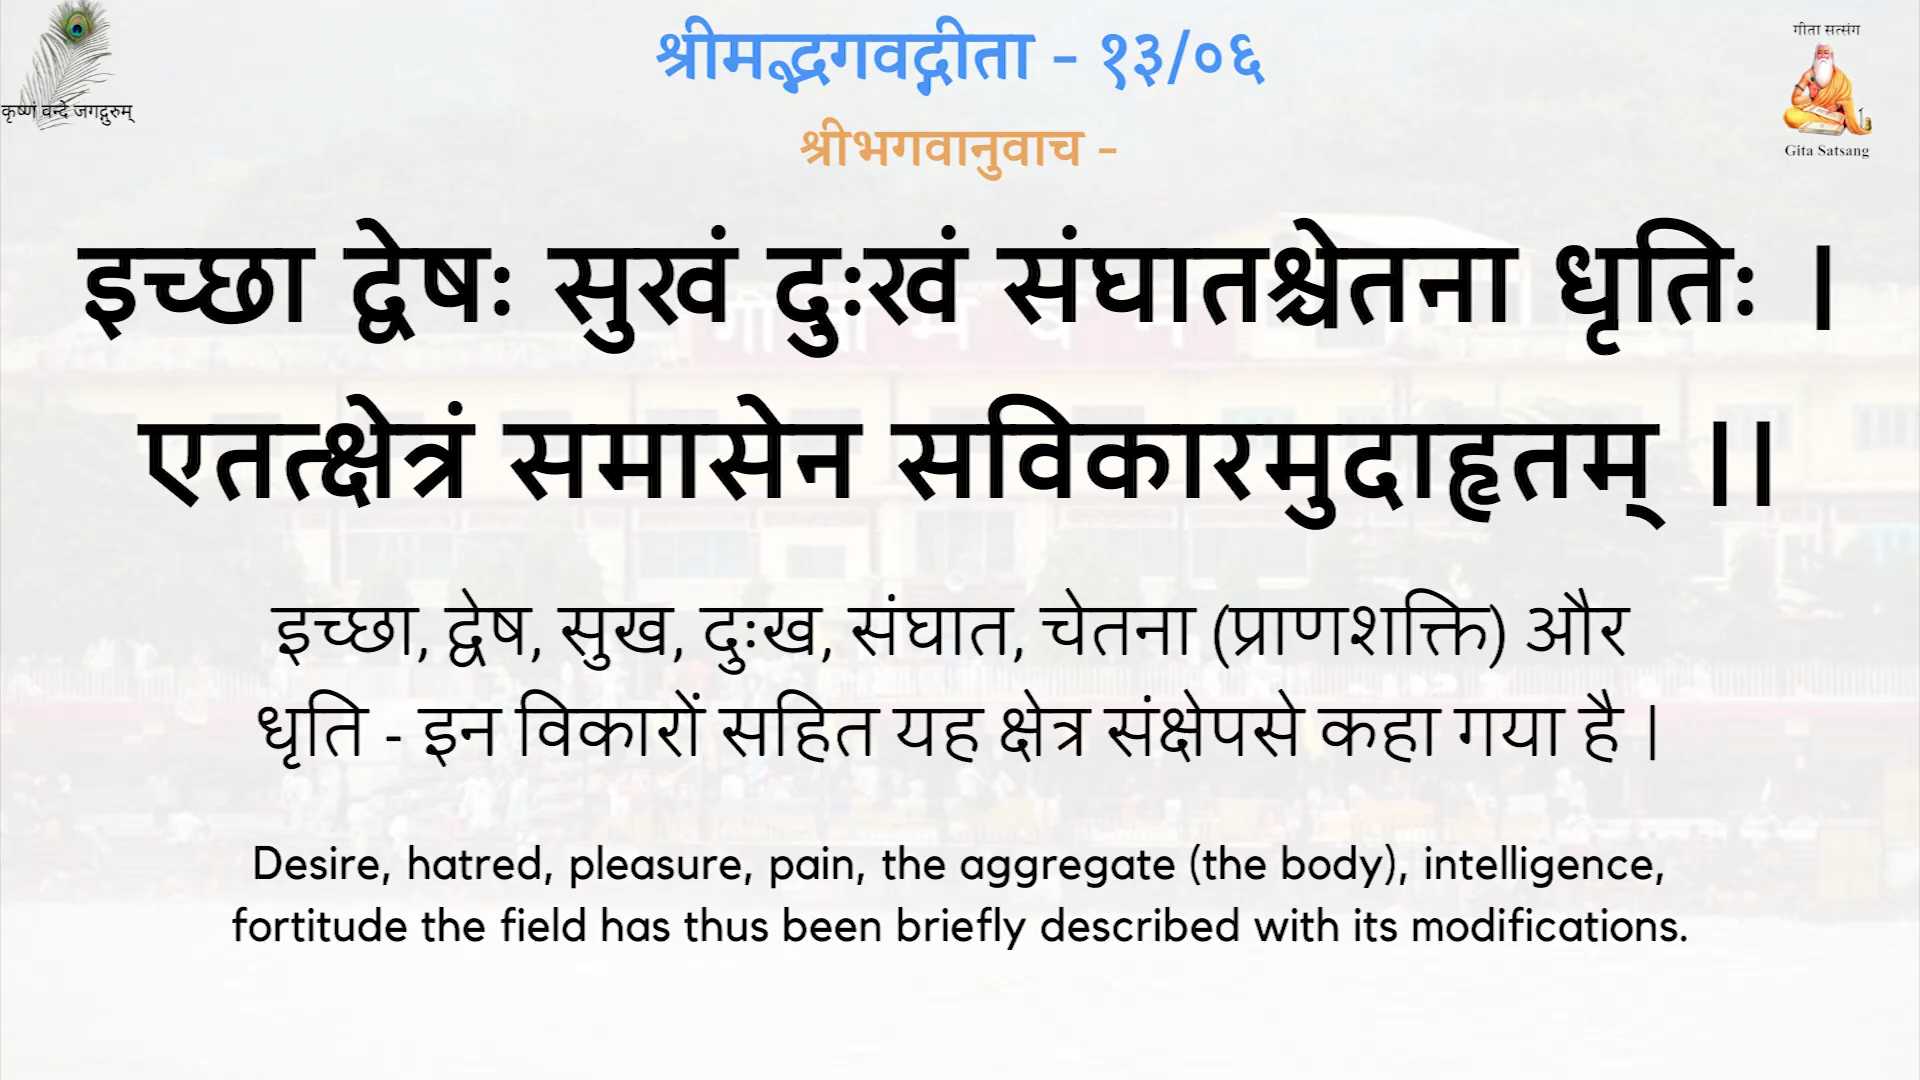 श्रीमद्भगवद्गीता - १३/०६
गीता सत्संग
कृष्णं वन्दे जगद्गुरुम्
श्रीभगवानुवाच -
Gita Satsang
इच्छा द्वेषः सुखं दुःखं संघातश्चेतना धृतिः ।
एतत्क्षेत्रं समासेन सविकारमुदाहृतम् ।।
इच्छा, द्वेष, सुख, दुःख, संघात, चेतना (प्राणशक्ति) और
धृति - इन विकारों सहित यह क्षेत्र संक्षेपसे कहा गया है |
Desire, hatred, pleasure, pain, the aggregate (the body), intelligence,
fortitude the field has thus been briefly described with its modifications.